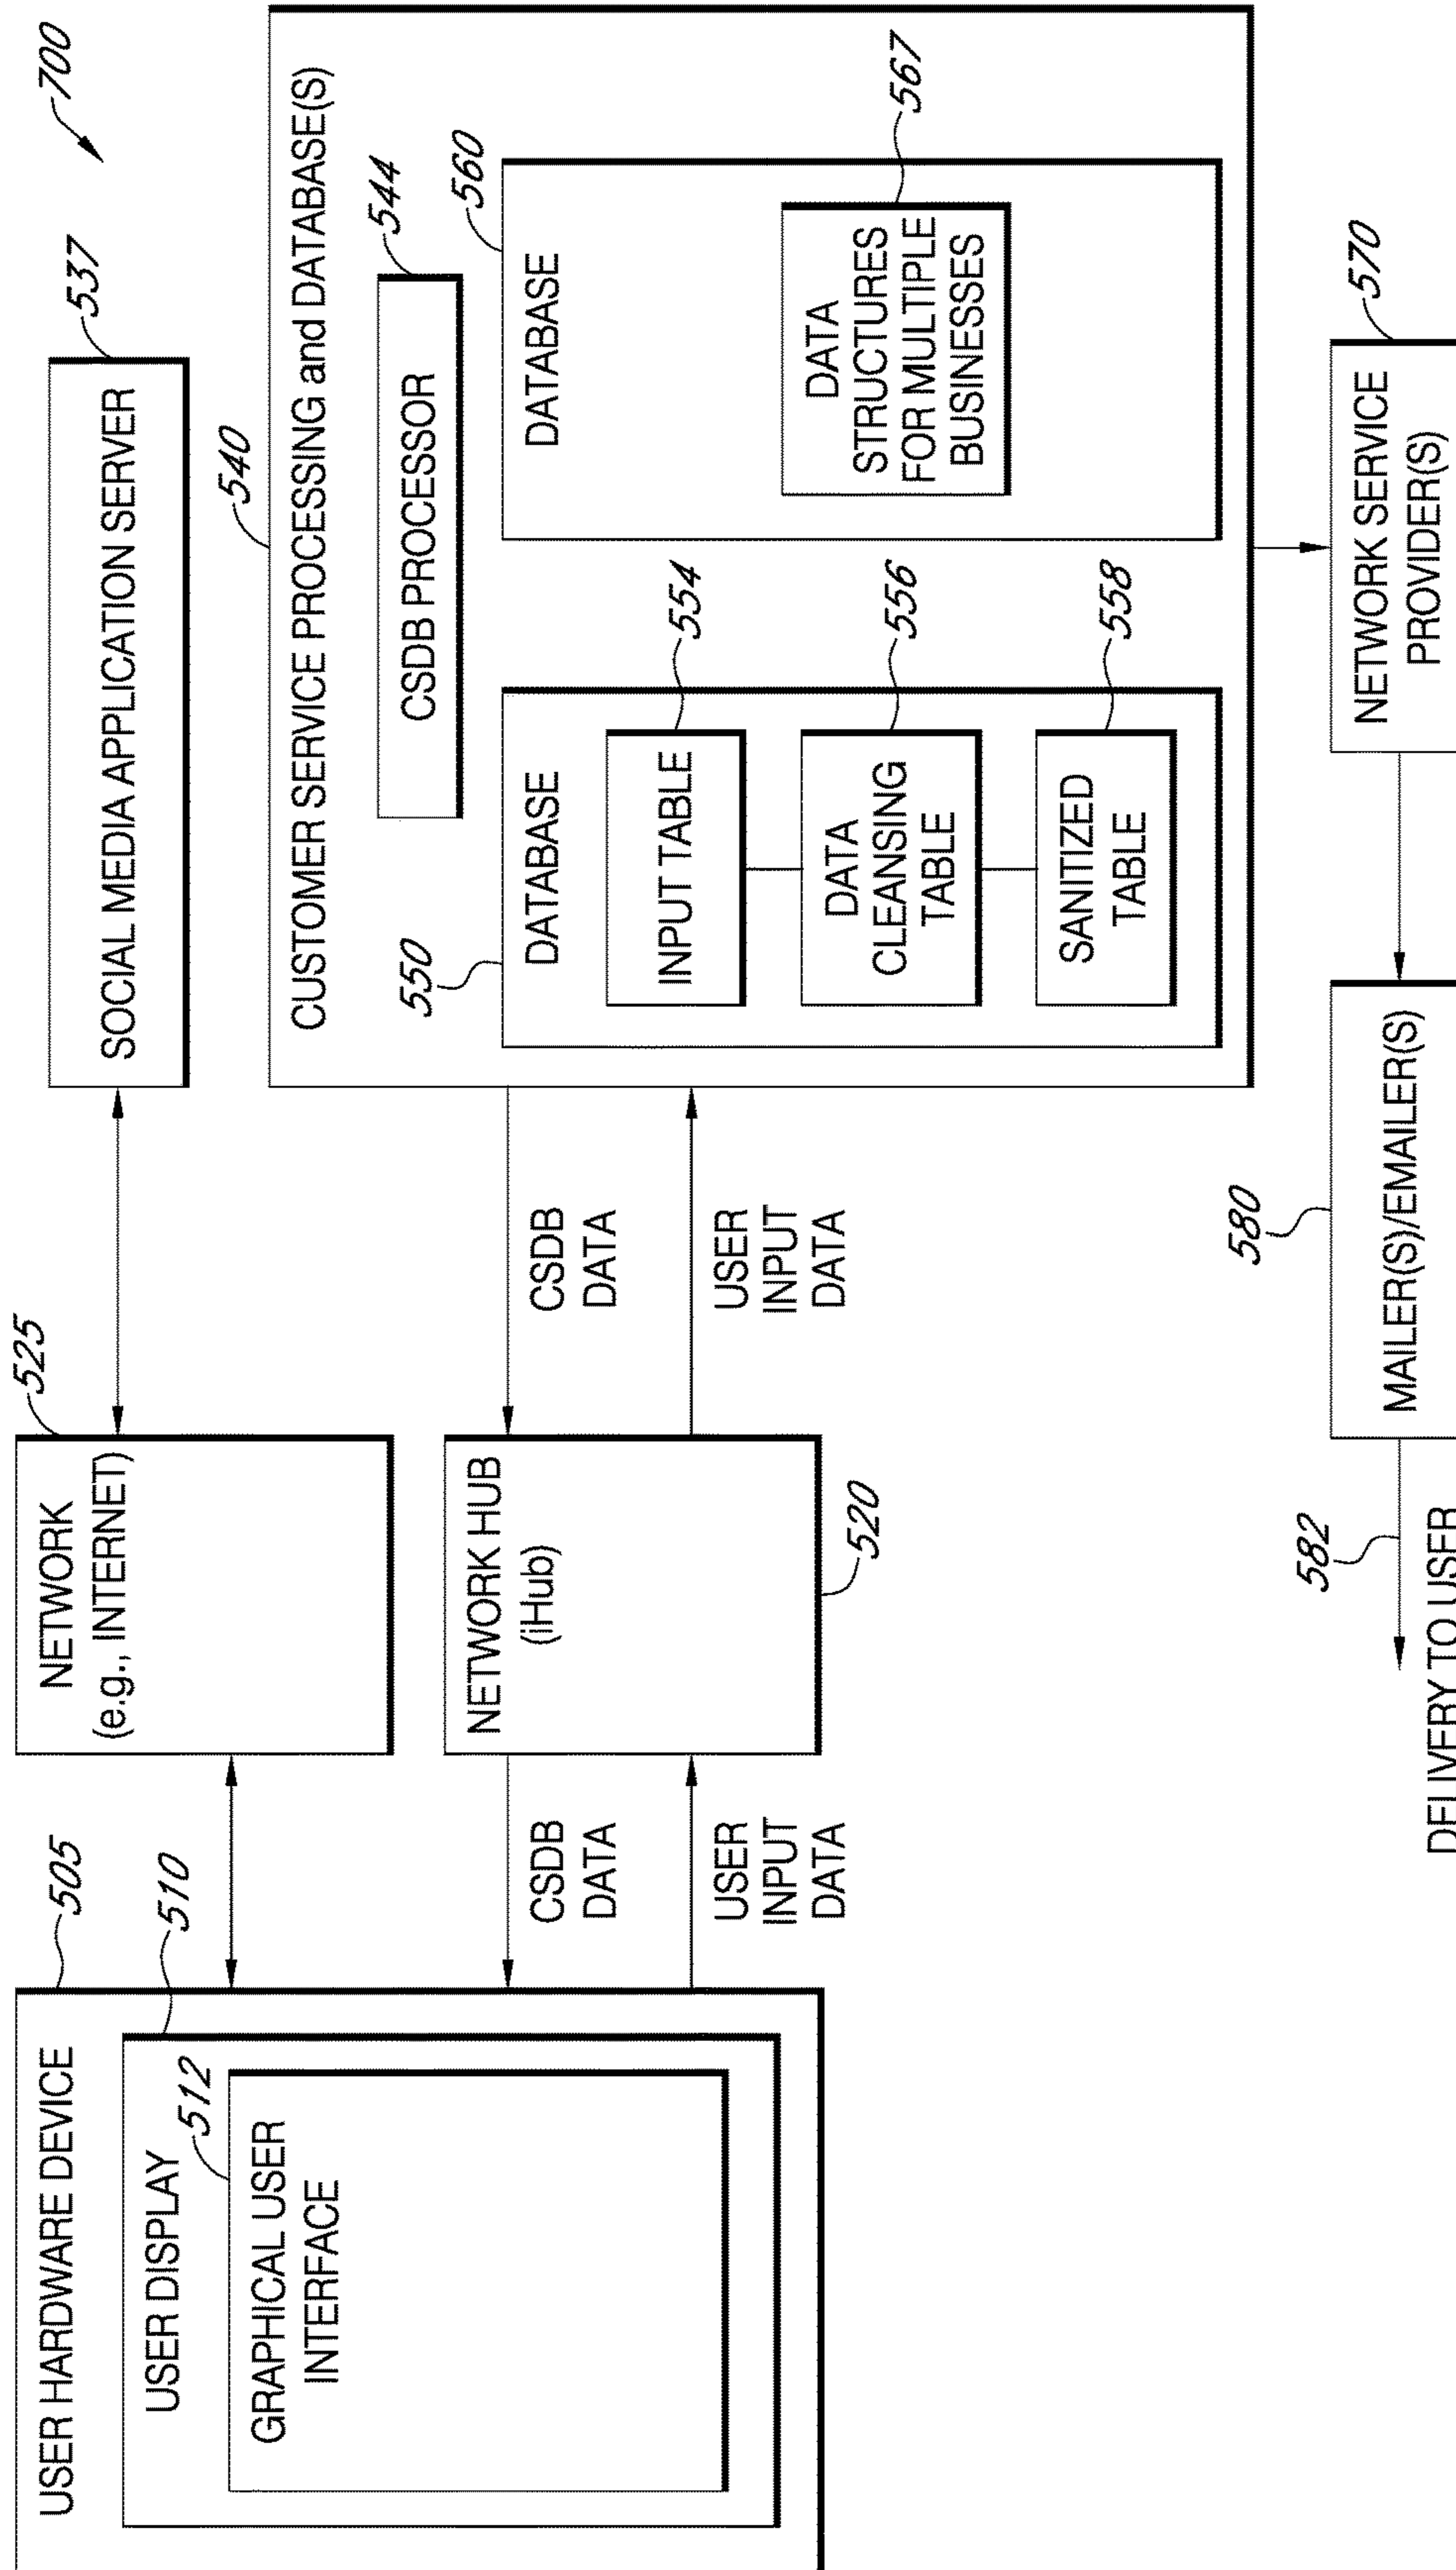 700
USER HARDWARE DEVICE
505
USER DISPLAY
510
512
GRAPHICAL USER
INTERFACE
NETWORK
(e.g., INTERNET)
525
SOCIAL MEDIA APPLICATION SERVER
537
CSDB
DATA
USER
INPUT
DATA
NETWORK HUB
(iHub)
520
CSDB
DATA
USER
INPUT
DATA
540
CUSTOMER SERVICE PROCESSING and DATABASE(S)
CSDB PROCESSOR
544
550
DATABASE
INPUT TABLE
554
DATA
CLEANSING
TABLE
556
SANITIZED
TABLE
558
560
DATABASE
DATA
STRUCTURES
FOR MULTIPLE
BUSINESSES
567
NETWORK SERVICE
PROVIDER(S)
570
580
MAILER(S)/EMAILER(S)
582
DELIVERY TO USER